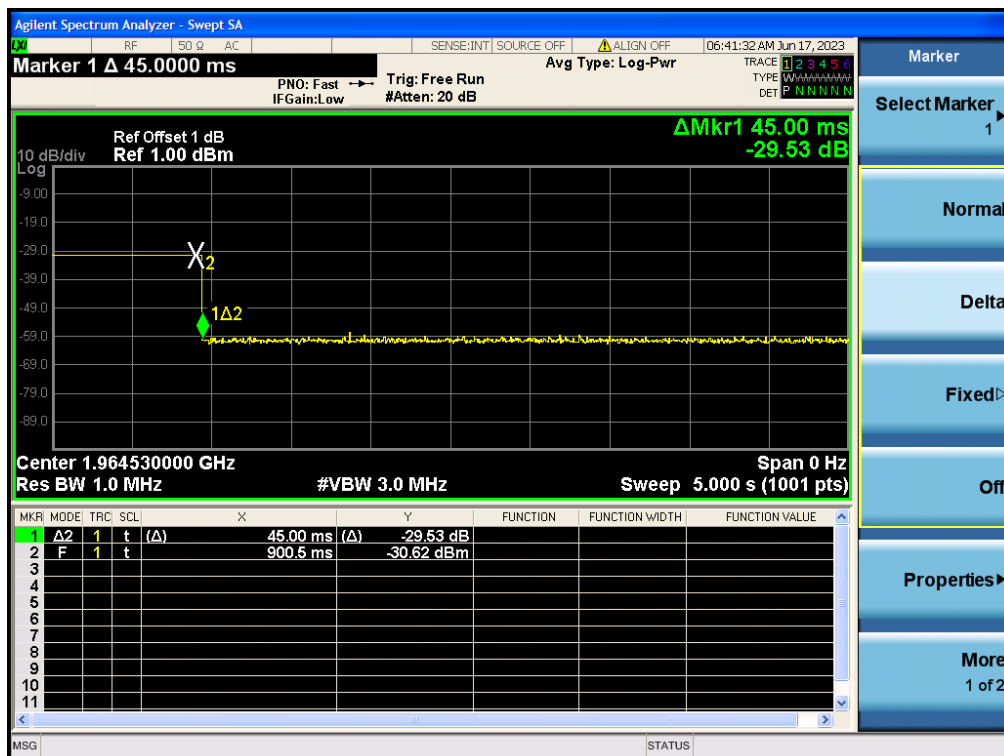 Agilent Spectrum Analyzer - Swept SA
LXI RF 50 Ω AC SENSE:INT SOURCE OFF ALIGN OFF 06:41:32 AM Jun 17, 2023
Marker 1 Δ 45.0000 ms
PNO: Fast
IFGain:Low
Trig: Free Run
#Atten: 20 dB
Avg Type: Log-Pwr
TRACE 1 2 3 4 5 6
TYPE WWWWWWW
DET P N N N N N
Ref Offset 1 dB
Ref 1.00 dBm
10 dB/div
Log
ΔMkr1 45.00 ms
-29.53 dB
-9.00
-19.0
-29.0
-39.0
-49.0
-59.0
-69.0
-79.0
-89.0
2
1Δ2
Center 1.964530000 GHz
Span 0 Hz
Res BW 1.0 MHz
#VBW 3.0 MHz
Sweep 5.000 s (1001 pts)
MKR MODE TRC SCL X Y FUNCTION FUNCTION WIDTH FUNCTION VALUE
1 Δ2 1 t (Δ) 45.00 ms (Δ) -29.53 dB
2 F 1 t 900.5 ms -30.62 dBm
3
4
5
6
7
8
9
10
11
MSG
STATUS
Marker
Select Marker
1
Normal
Delta
Fixed
Off
Properties
More
1 of 2